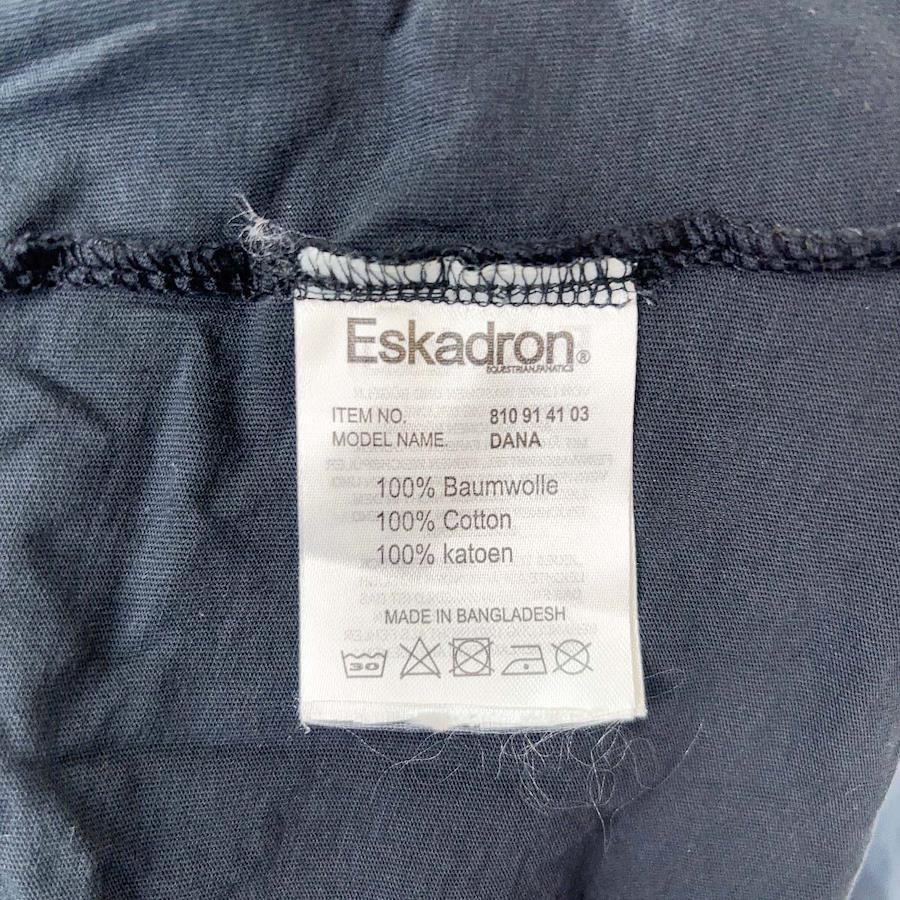 Eskadron®
EQUESTRIAN.FANATICS
ITEM NO. 810 91 41 03
MODEL NAME. DANA
100% Baumwolle
100% Cotton
100% katoen
MADE IN BANGLADESH
30